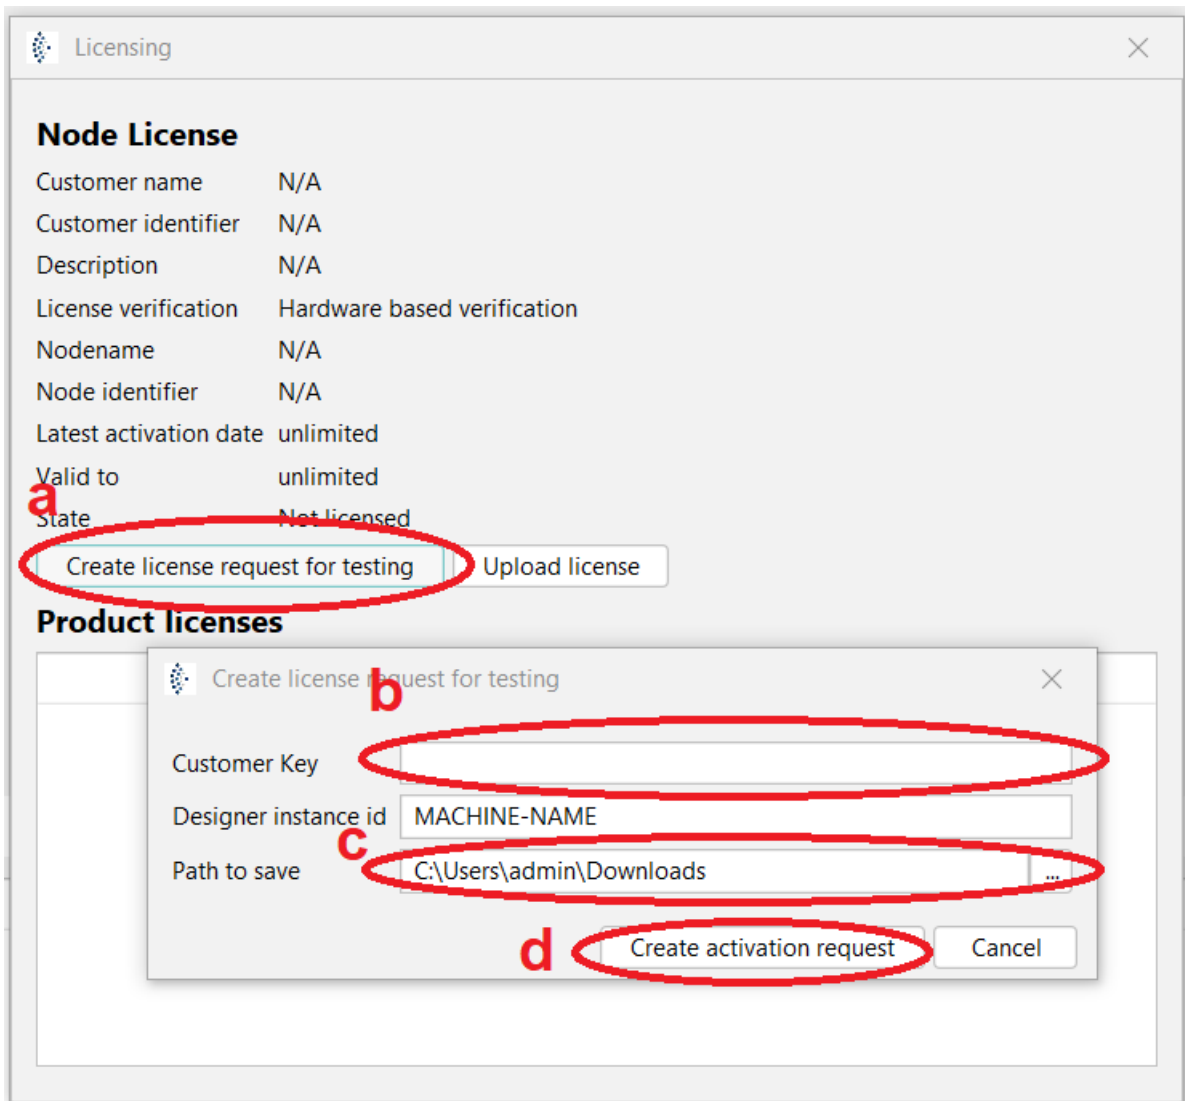 Licensing
Node License
Customer name N/A
Customer identifier N/A
Description N/A
License verification Hardware based verification
Nodename N/A
Node identifier N/A
Latest activation date unlimited
Valid to unlimited
a
State Not licensed
Create license request for testing Upload license
Product licenses
Create license request for testing
b
Customer Key
Designer instance id MACHINE-NAME
c
Path to save C:\Users\admin\Downloads ...
d Create activation request Cancel